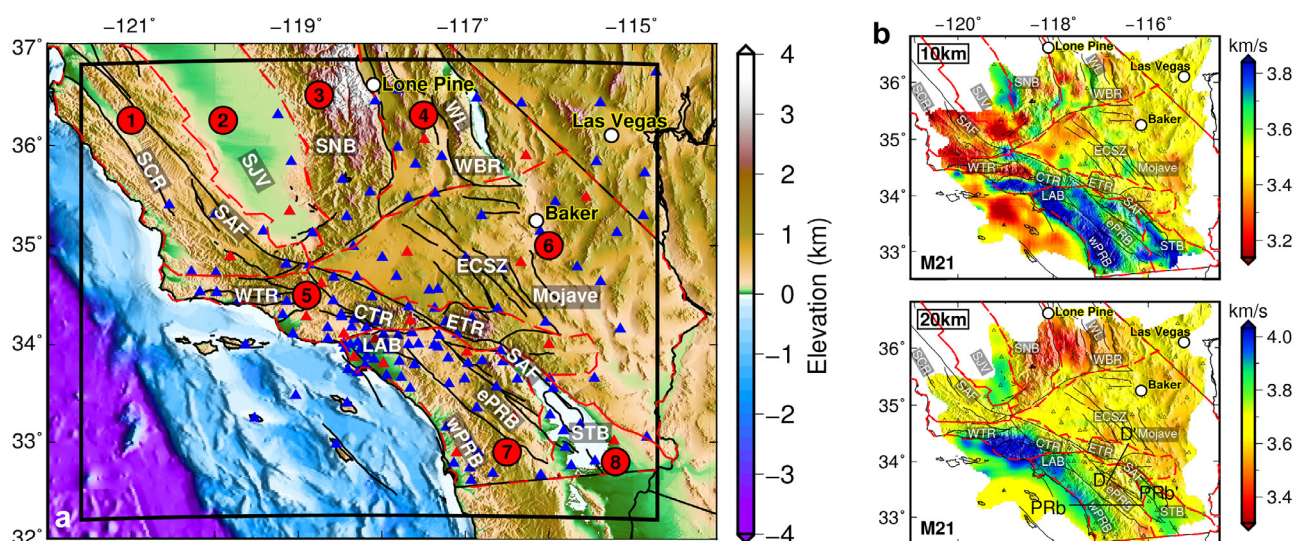 −121° −119° −117° −115°
37°
36°
35°
34°
33°
32°
1
2
3
4
5
6
7
8
Lone Pine
Las Vegas
Baker
SCR
SJV
SNB
WL
WBR
SAF
ECSZ
Mojave
WTR
CTR
ETR
LAB
SAF
ePRB
wPRB
STB
a
4
3
2
1
0
−1
−2
−3
−4
Elevation (km)
b
−120° −118° −116°
10km
36°
35°
34°
33°
Lone Pine
Las Vegas
Baker
SCR
SJV
SNB
WL
WBR
SAF
ECSZ
Mojave
WTR
CTR
ETR
LAB
SAF
ePRB
wPRB
STB
M21
km/s
3.8
3.6
3.4
3.2
20km
36°
35°
34°
33°
Lone Pine
Las Vegas
Baker
SCR
SJV
SNB
WL
WBR
SAF
ECSZ
D'
Mojave
WTR
CTR
ETR
LAB
SAF
D
ePRB
PRb
PRb
wPRB
STB
M21
km/s
4.0
3.8
3.6
3.4